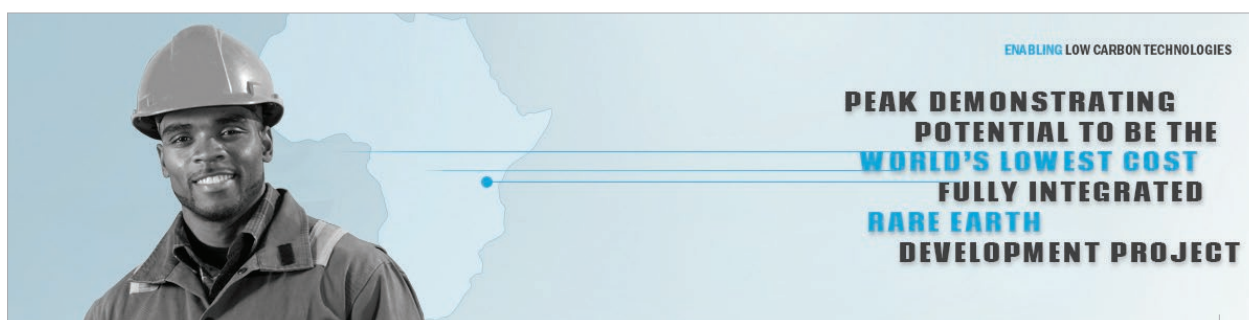 ENABLING LOW CARBON TECHNOLOGIES
PEAK DEMONSTRATING
POTENTIAL TO BE THE
WORLD'S LOWEST COST
FULLY INTEGRATED
RARE EARTH
DEVELOPMENT PROJECT